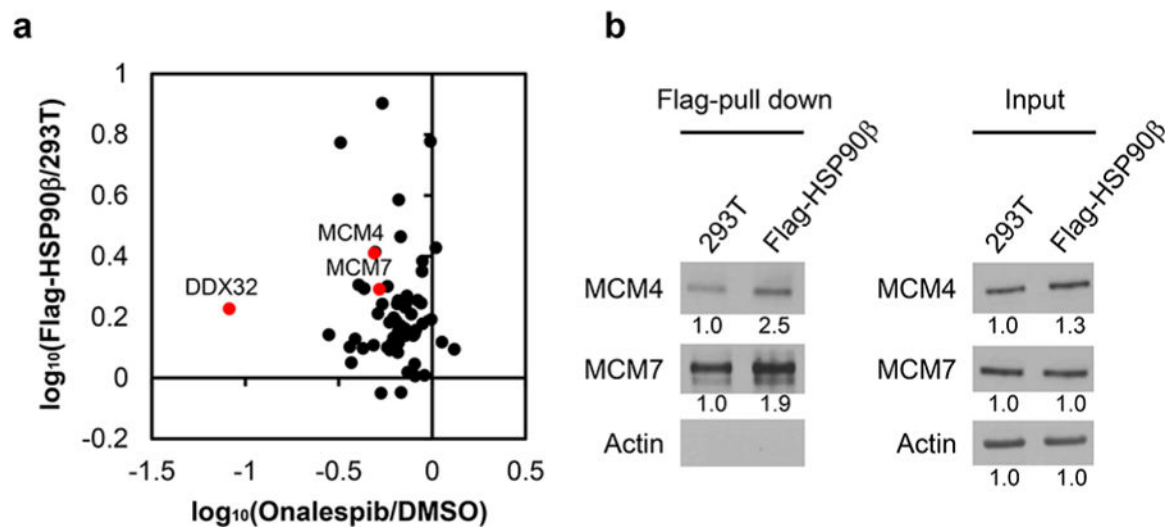 a
log₁₀(Flag-HSP90β/293T)
1
0.8
0.6
0.4
0.2
0
-0.2
MCM4
MCM7
DDX32
-1.5 -1 -0.5 0 0.5
log₁₀(Onalespib/DMSO)
b
Flag-pull down
293T
Flag-HSP90β
MCM4
1.0 2.5
MCM7
1.0 1.9
Actin
Input
293T
Flag-HSP90β
MCM4
1.0 1.3
MCM7
1.0 1.0
Actin
1.0 1.0